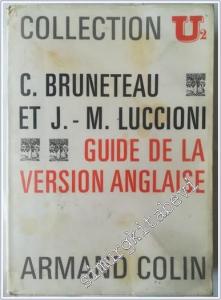 COLLECTION U2
C. BRUNETEAU
ET J.-M. LUCCIONI
GUIDE DE LA
VERSION ANGLAISE
ARMAND COLIN